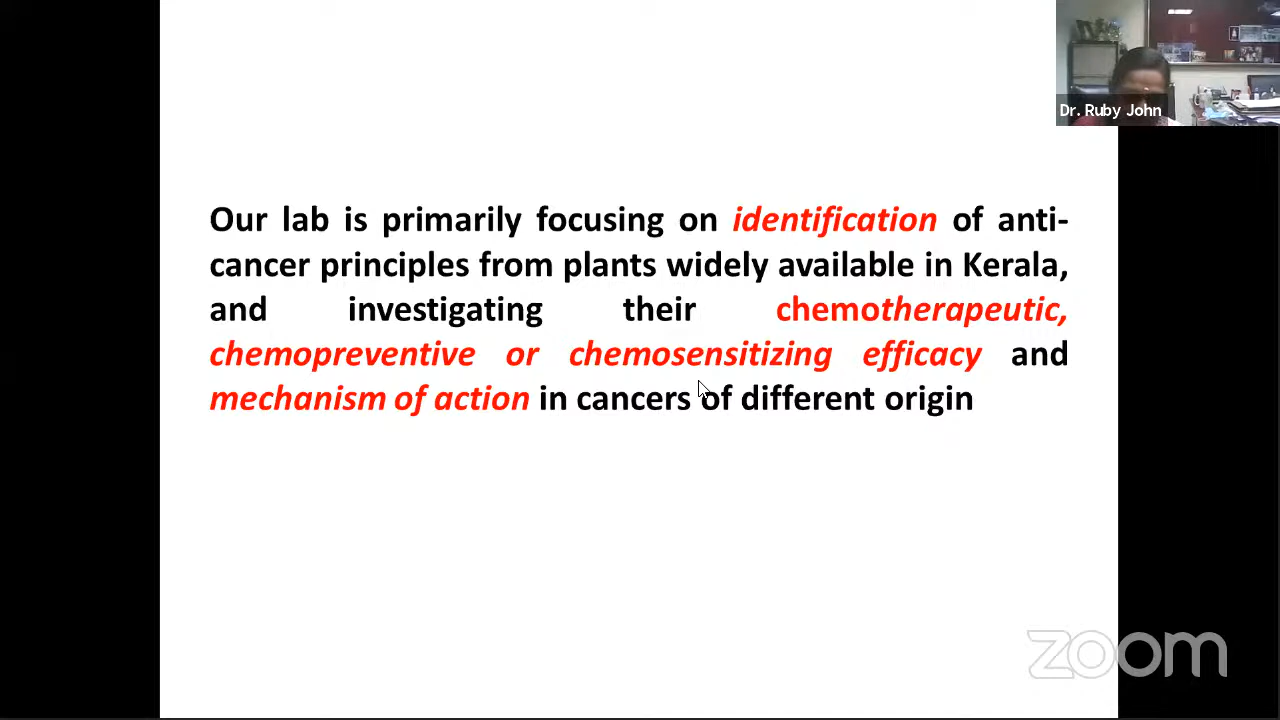 Dr. Ruby John
Our lab is primarily focusing on identification of anti-
cancer principles from plants widely available in Kerala,
and investigating their chemotherapeutic,
chemopreventive or chemosensitizing efficacy and
mechanism of action in cancers of different origin
zoom